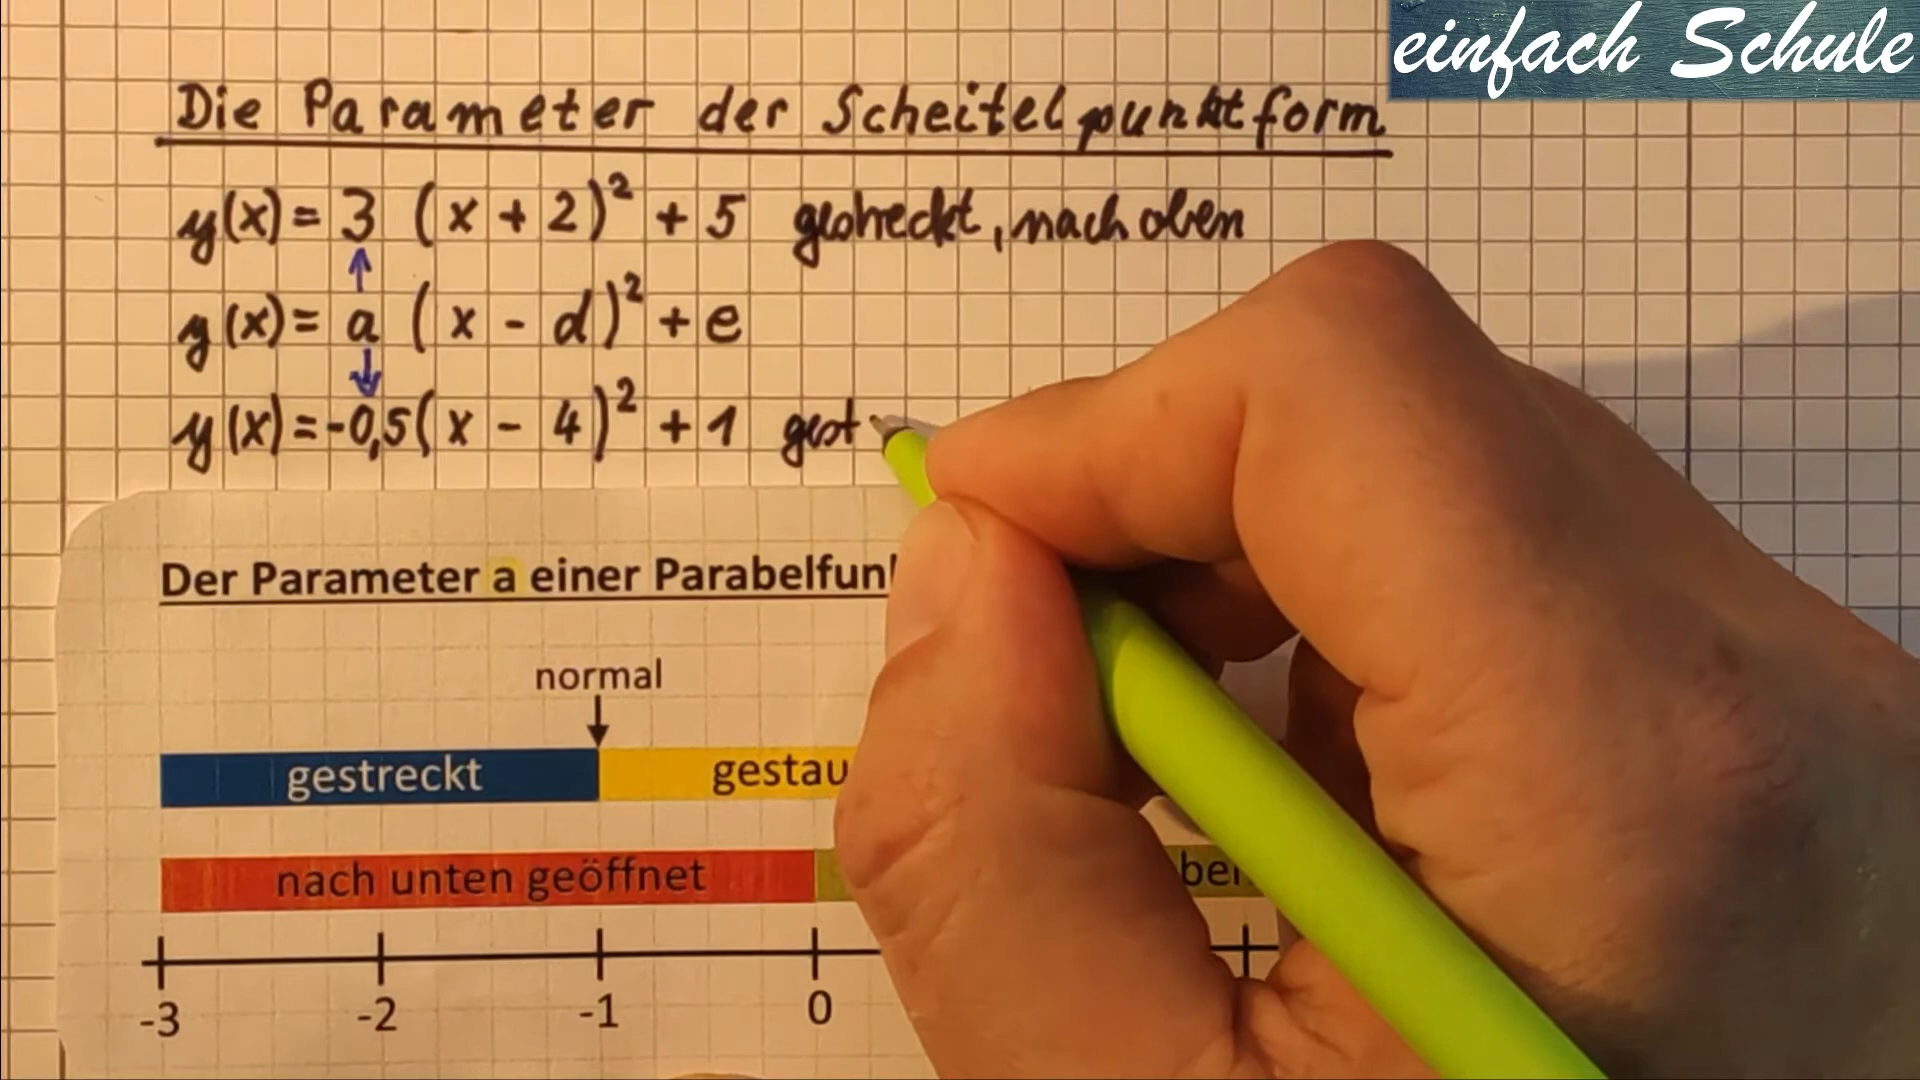 einfach Schule
Die Parameter der Scheitelpunktform
y(x) = 3 (x + 2)² + 5 gestreckt, nach oben
y(x) = a (x - d)² + e
y(x) = -0,5 (x - 4)² + 1 gest
Der Parameter a einer Parabelfun
normal
gestreckt gestau
nach unten geöffnet ben
-3 -2 -1 0